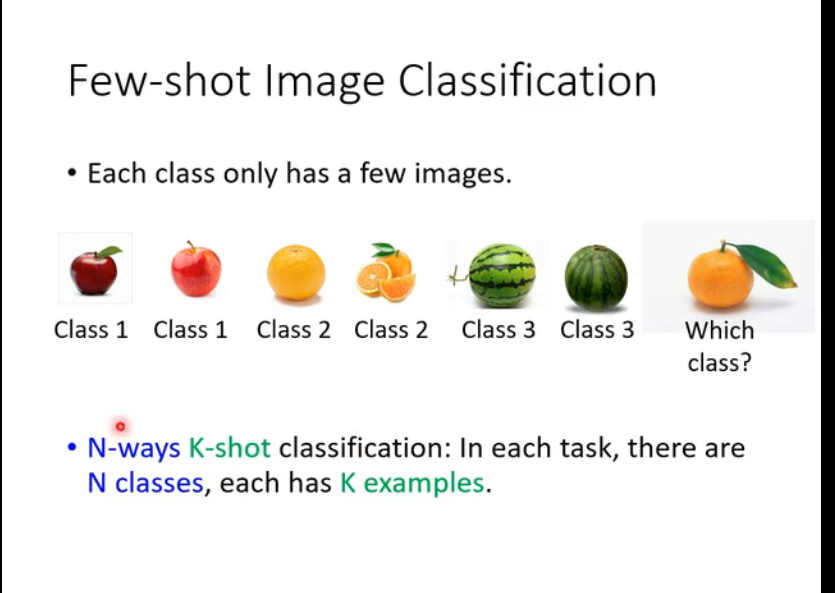 Few-shot Image Classification
• Each class only has a few images.
Class 1 Class 1 Class 2 Class 2 Class 3 Class 3 Which
class?
• N-ways K-shot classification: In each task, there are
N classes, each has K examples.